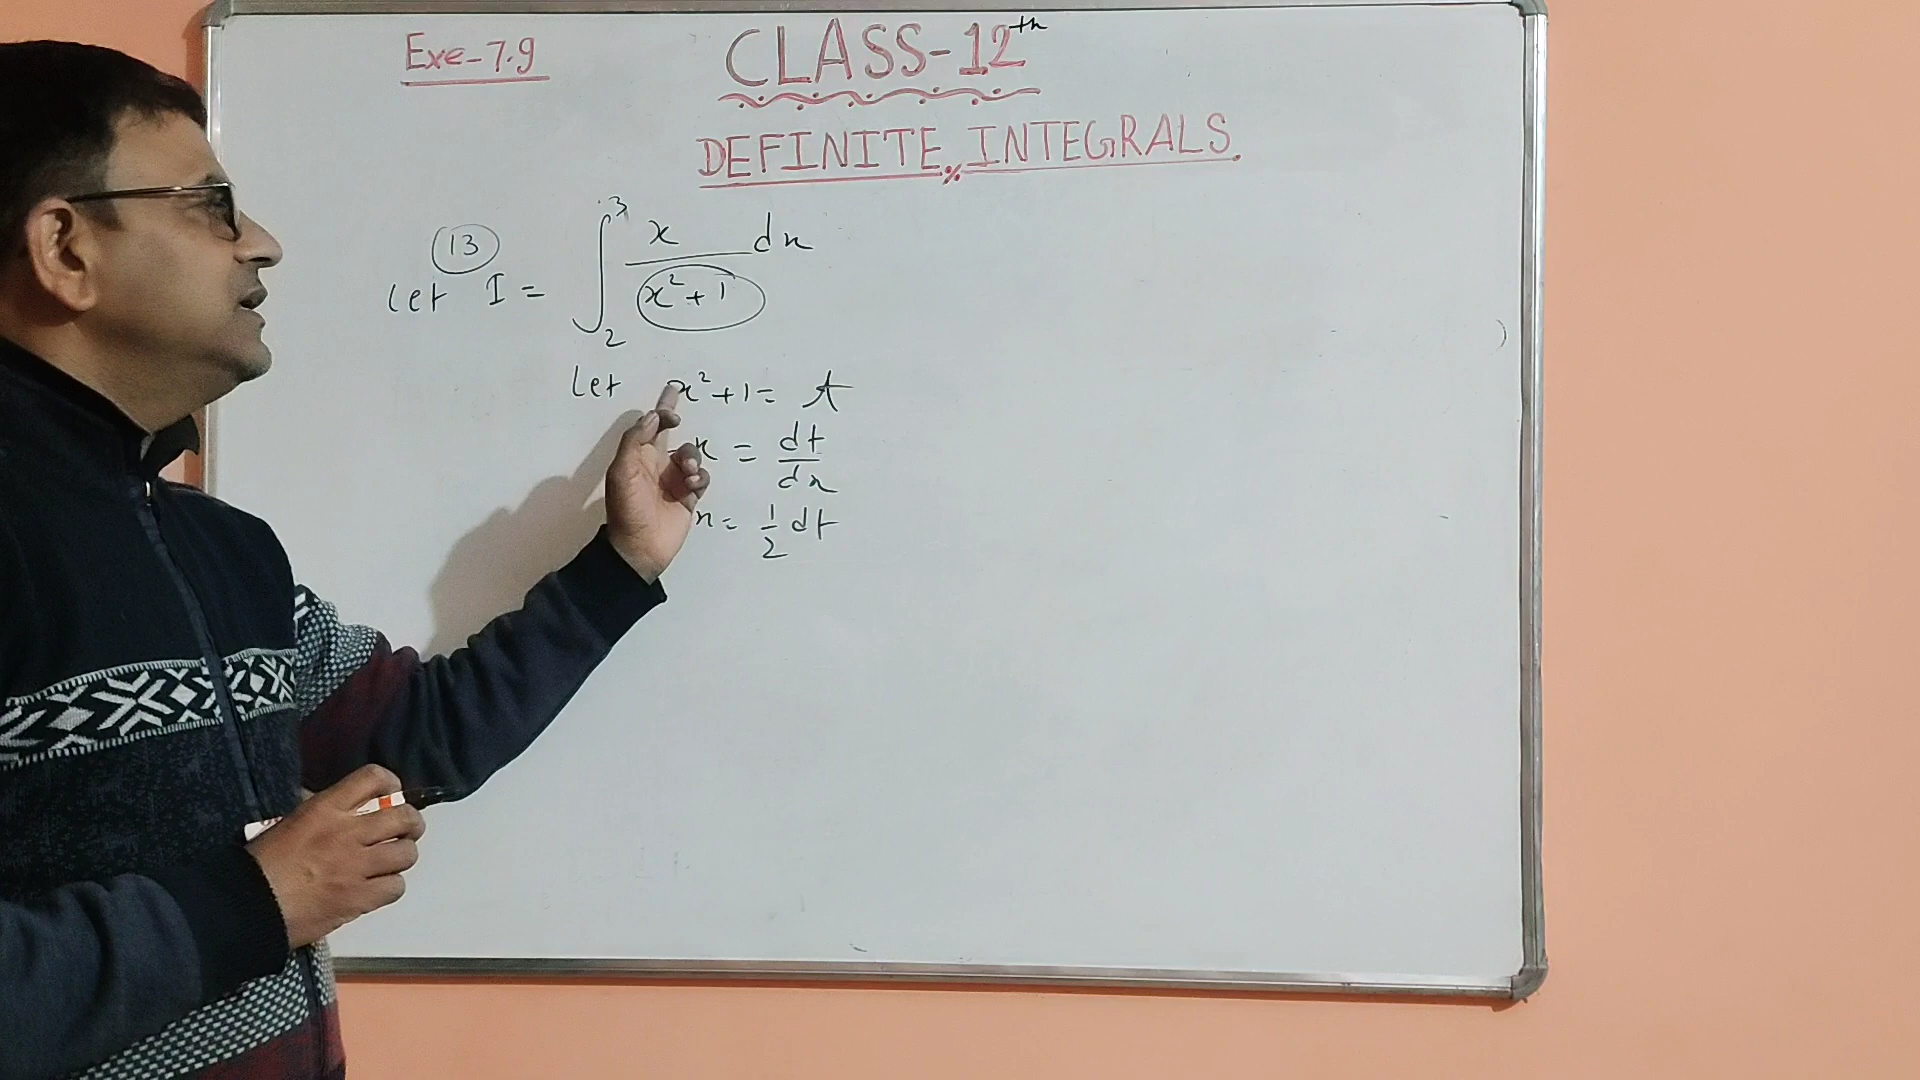 Exe-7.9
CLASS-12th
DEFINITE INTEGRALS.
13
Let I = ∫₂³ x/(x²+1) dx
Let x²+1 = t
x = dt/dx
x = 1/2 dt